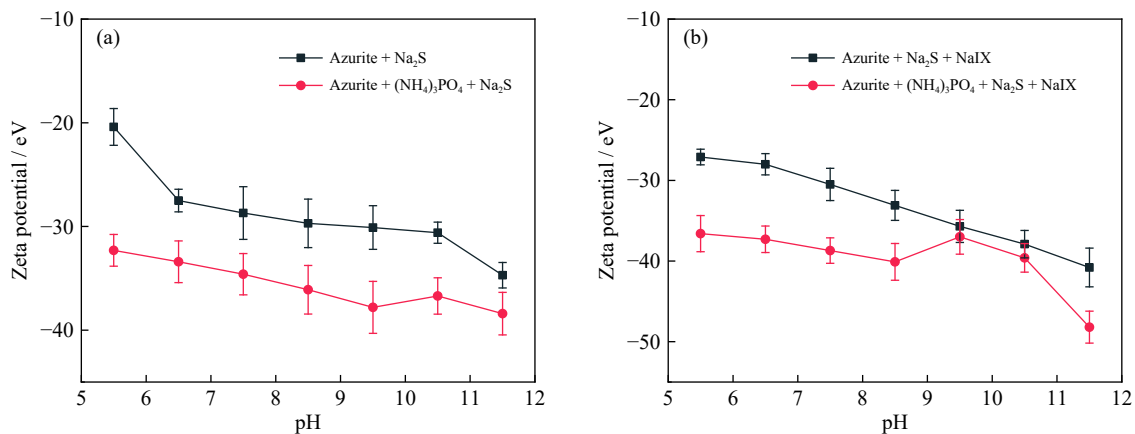 (a)
Azurite + Na₂S
Azurite + (NH₄)₃PO₄ + Na₂S
Zeta potential / eV
−10
−20
−30
−40
5 6 7 8 9 10 11 12
pH
(b)
Azurite + Na₂S + NaIX
Azurite + (NH₄)₃PO₄ + Na₂S + NaIX
Zeta potential / eV
−10
−20
−30
−40
−50
5 6 7 8 9 10 11 12
pH